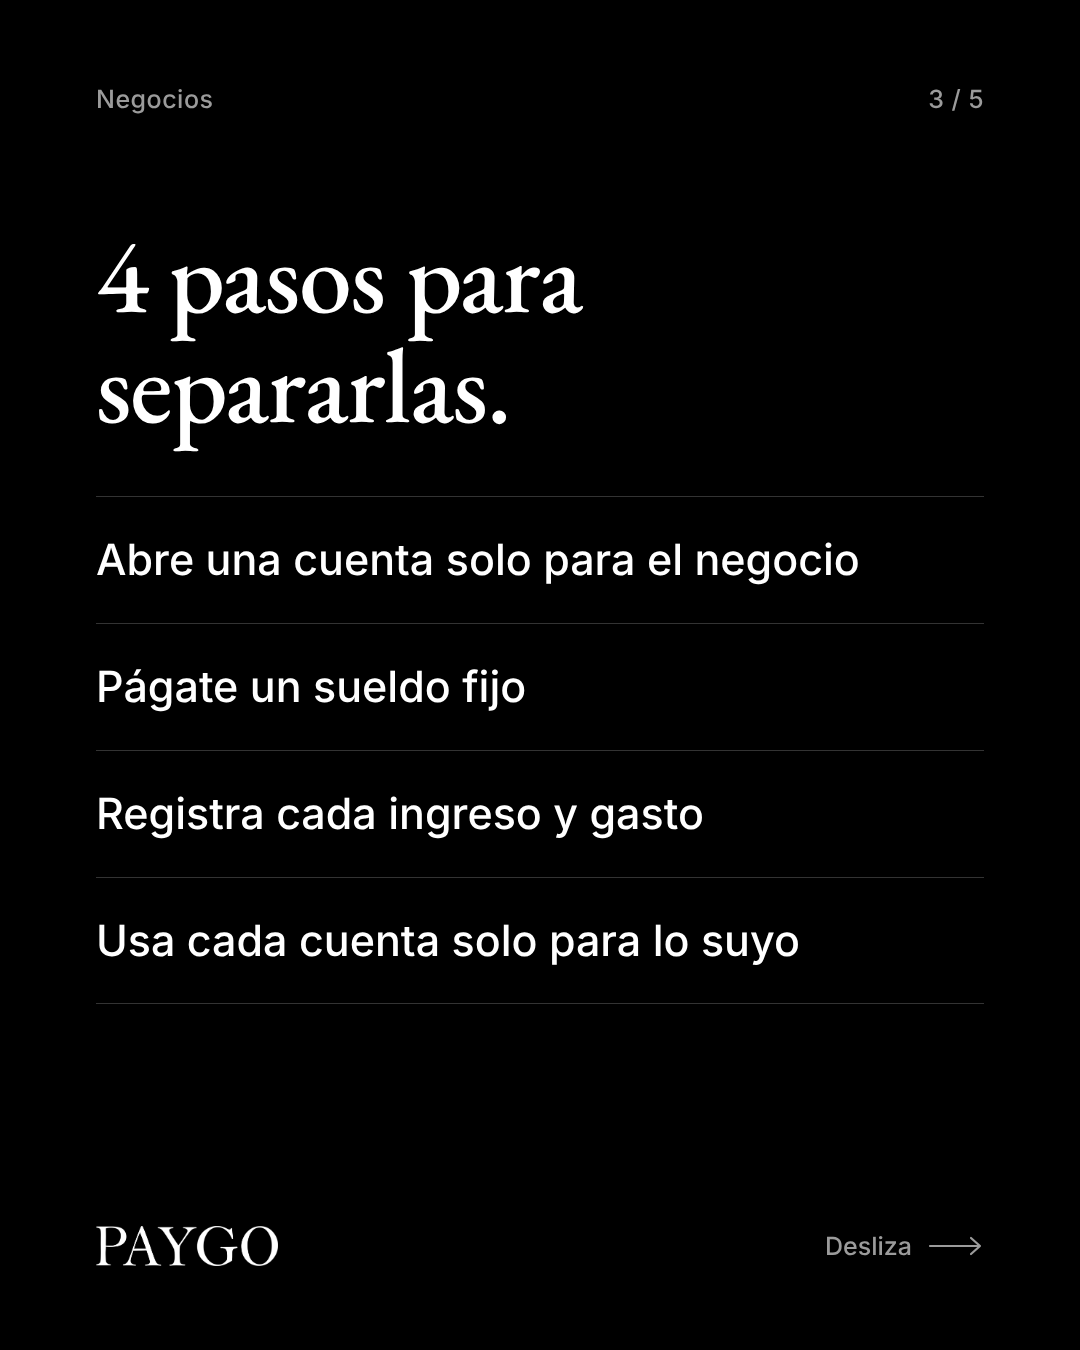 Negocios
3 / 5
4 pasos para
separarlas.
Abre una cuenta solo para el negocio
Págate un sueldo fijo
Registra cada ingreso y gasto
Usa cada cuenta solo para lo suyo
PAYGO
Desliza